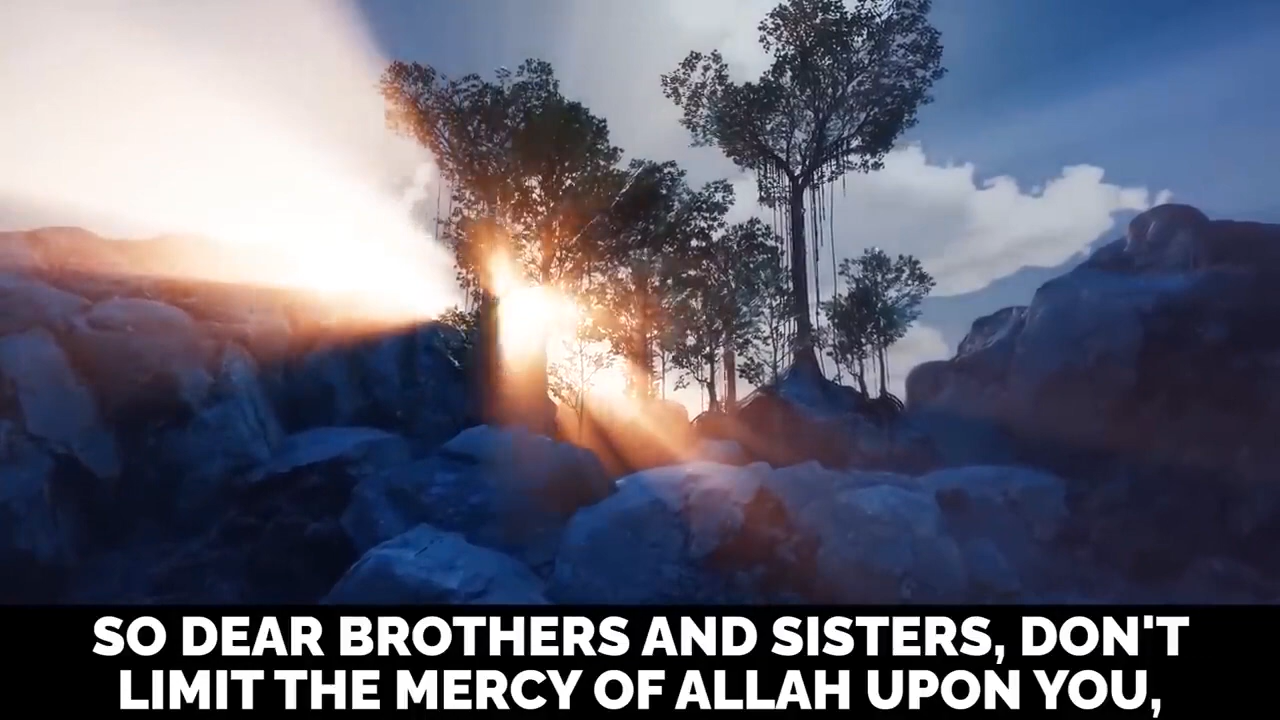 SO DEAR BROTHERS AND SISTERS, DON'T
LIMIT THE MERCY OF ALLAH UPON YOU,